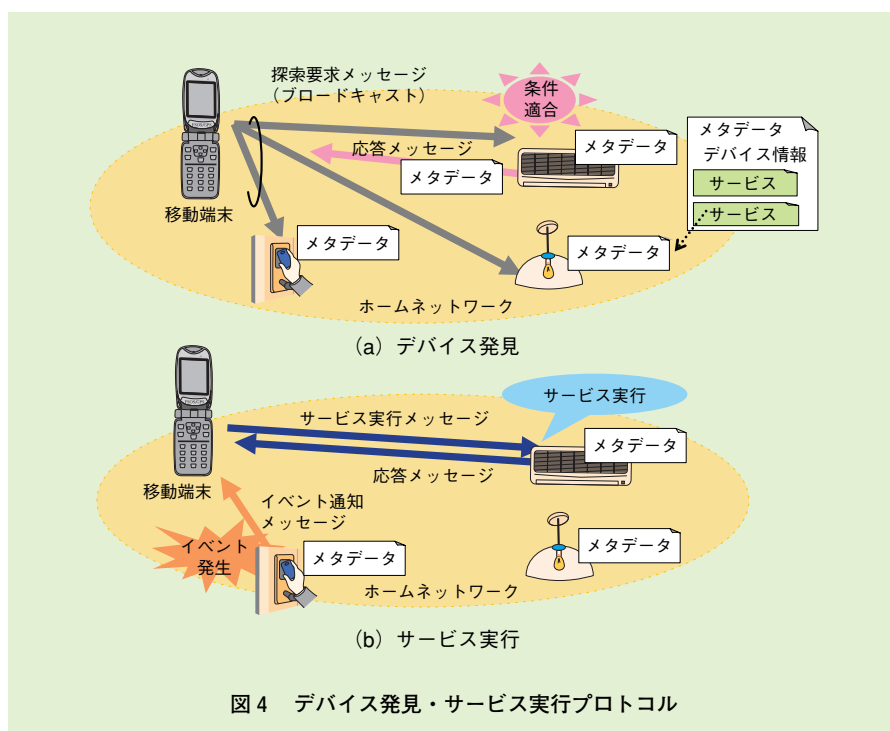 探索要求メッセージ
（ブロードキャスト）
条件
適合
応答メッセージ
メタデータ
メタデータ
メタデータ
デバイス情報
サービス
サービス
移動端末
メタデータ
メタデータ
ホームネットワーク
（a）デバイス発見
サービス実行
サービス実行メッセージ
メタデータ
応答メッセージ
移動端末
イベント通知
メッセージ
イベント
発生
メタデータ
メタデータ
ホームネットワーク
（b）サービス実行
図4 デバイス発見・サービス実行プロトコル